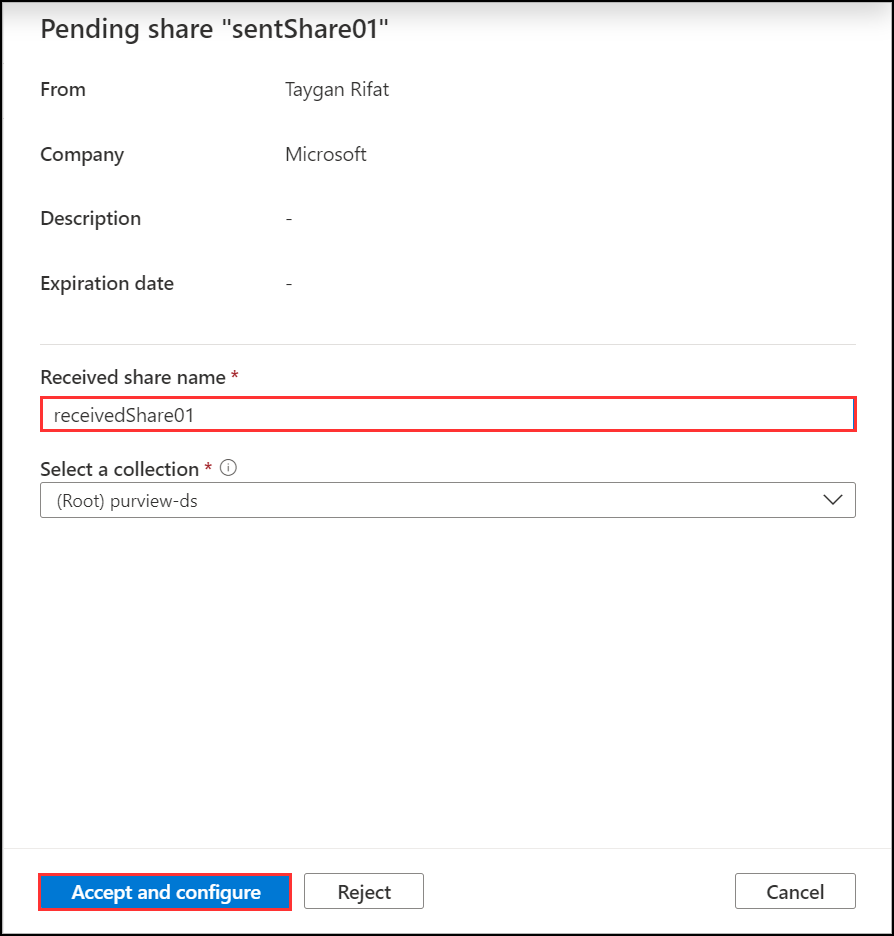 Pending share "sentShare01"
From Taygan Rifat
Company Microsoft
Description -
Expiration date -
Received share name *
receivedShare01
Select a collection *
(Root) purview-ds
Accept and configure Reject Cancel